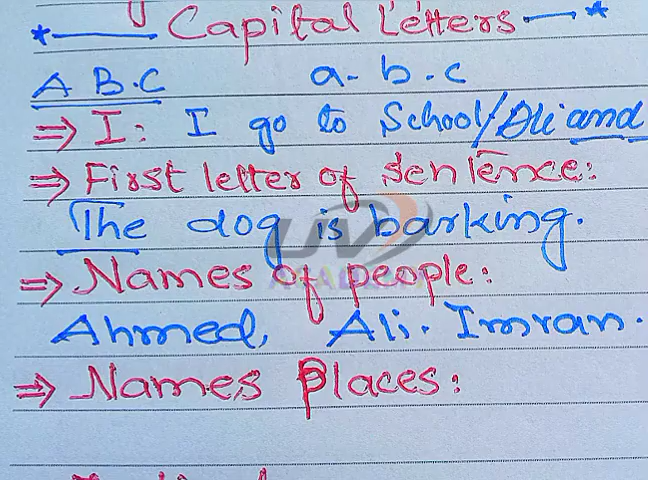 *— Capital Letters —*
A B.C a- b.c
⇒ I: I go to School/Ali and
⇒ First letter of sentence:
The dog is barking.
⇒ Names of people:
Ahmed, Ali. Imran.
⇒ Names Places: